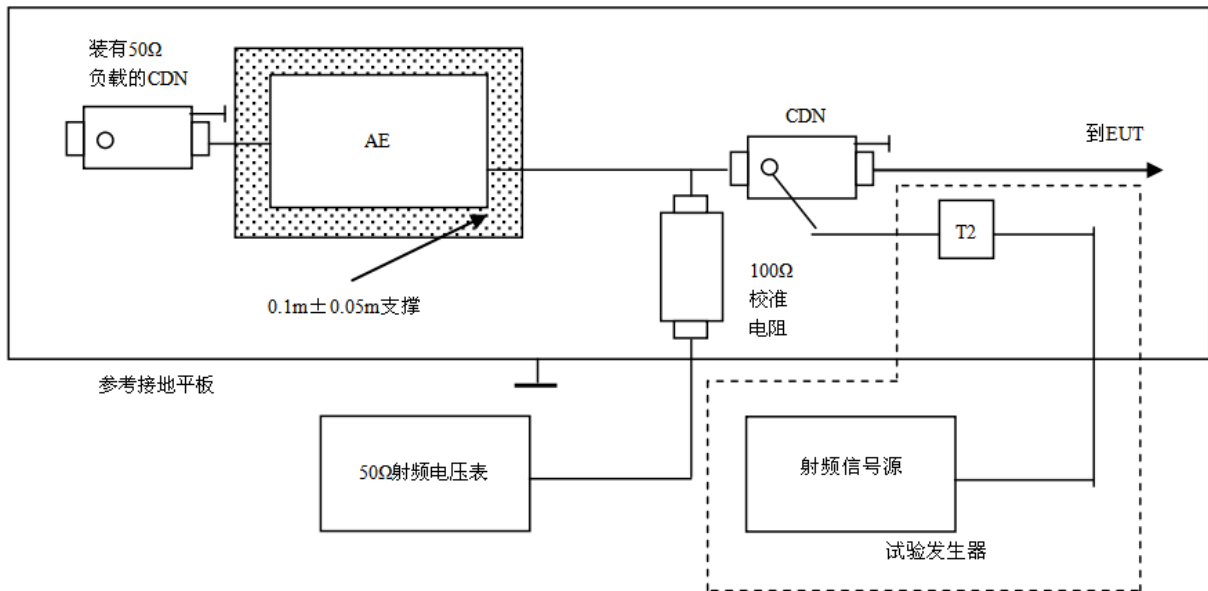 装有50Ω
负载的CDN
AE
CDN
到EUT
T2
100Ω
校准
电阻
0.1m±0.05m支撑
参考接地平板
50Ω射频电压表
射频信号源
试验发生器